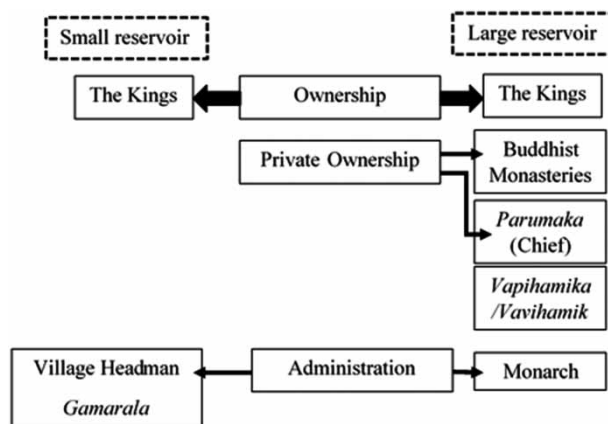 Small reservoir
Large reservoir
The Kings
Ownership
The Kings
Private Ownership
Buddhist
Monasteries
Parumaka
(Chief)
Vapihamika
/Vavihamik
Village Headman
Gamarala
Administration
Monarch